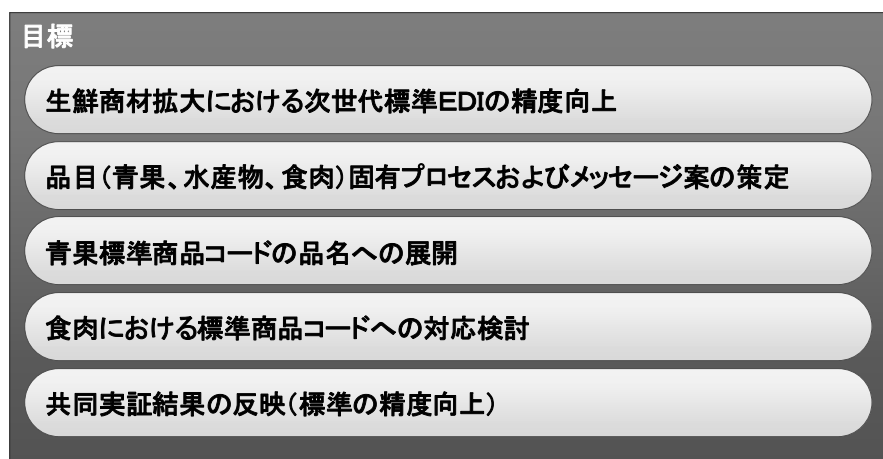 目標
生鮮商材拡大における次世代標準EDIの精度向上
品目(青果、水産物、食肉)固有プロセスおよびメッセージ案の策定
青果標準商品コードの品名への展開
食肉における標準商品コードへの対応検討
共同実証結果の反映(標準の精度向上)